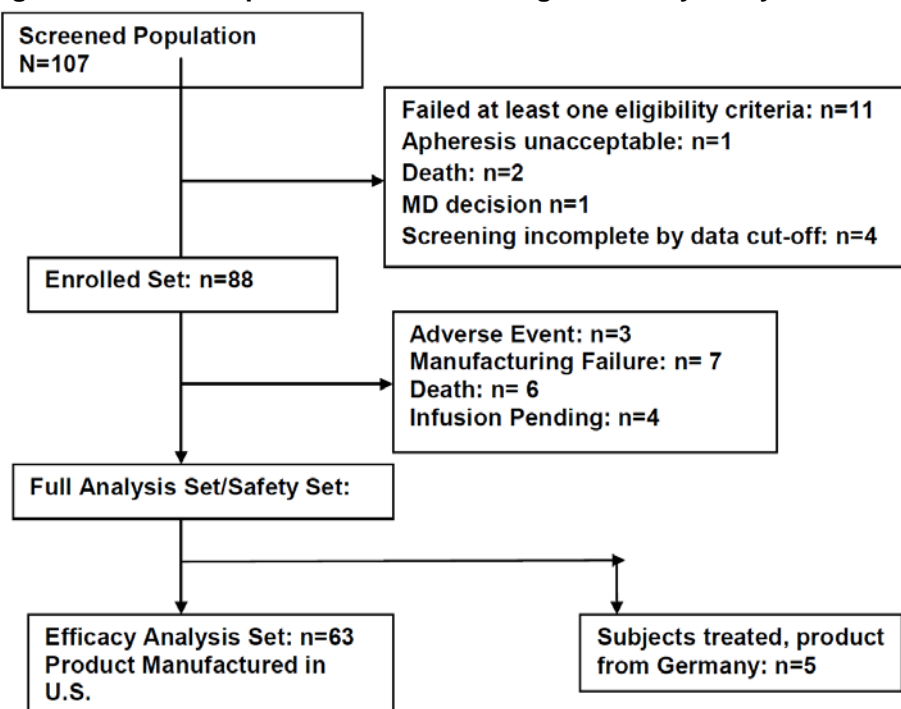 Screened Population
N=107
Failed at least one eligibility criteria: n=11
Apheresis unacceptable: n=1
Death: n=2
MD decision n=1
Screening incomplete by data cut-off: n=4
Enrolled Set: n=88
Adverse Event: n=3
Manufacturing Failure: n= 7
Death: n= 6
Infusion Pending: n=4
Full Analysis Set/Safety Set:
Efficacy Analysis Set: n=63
Product Manufactured in
U.S.
Subjects treated, product
from Germany: n=5